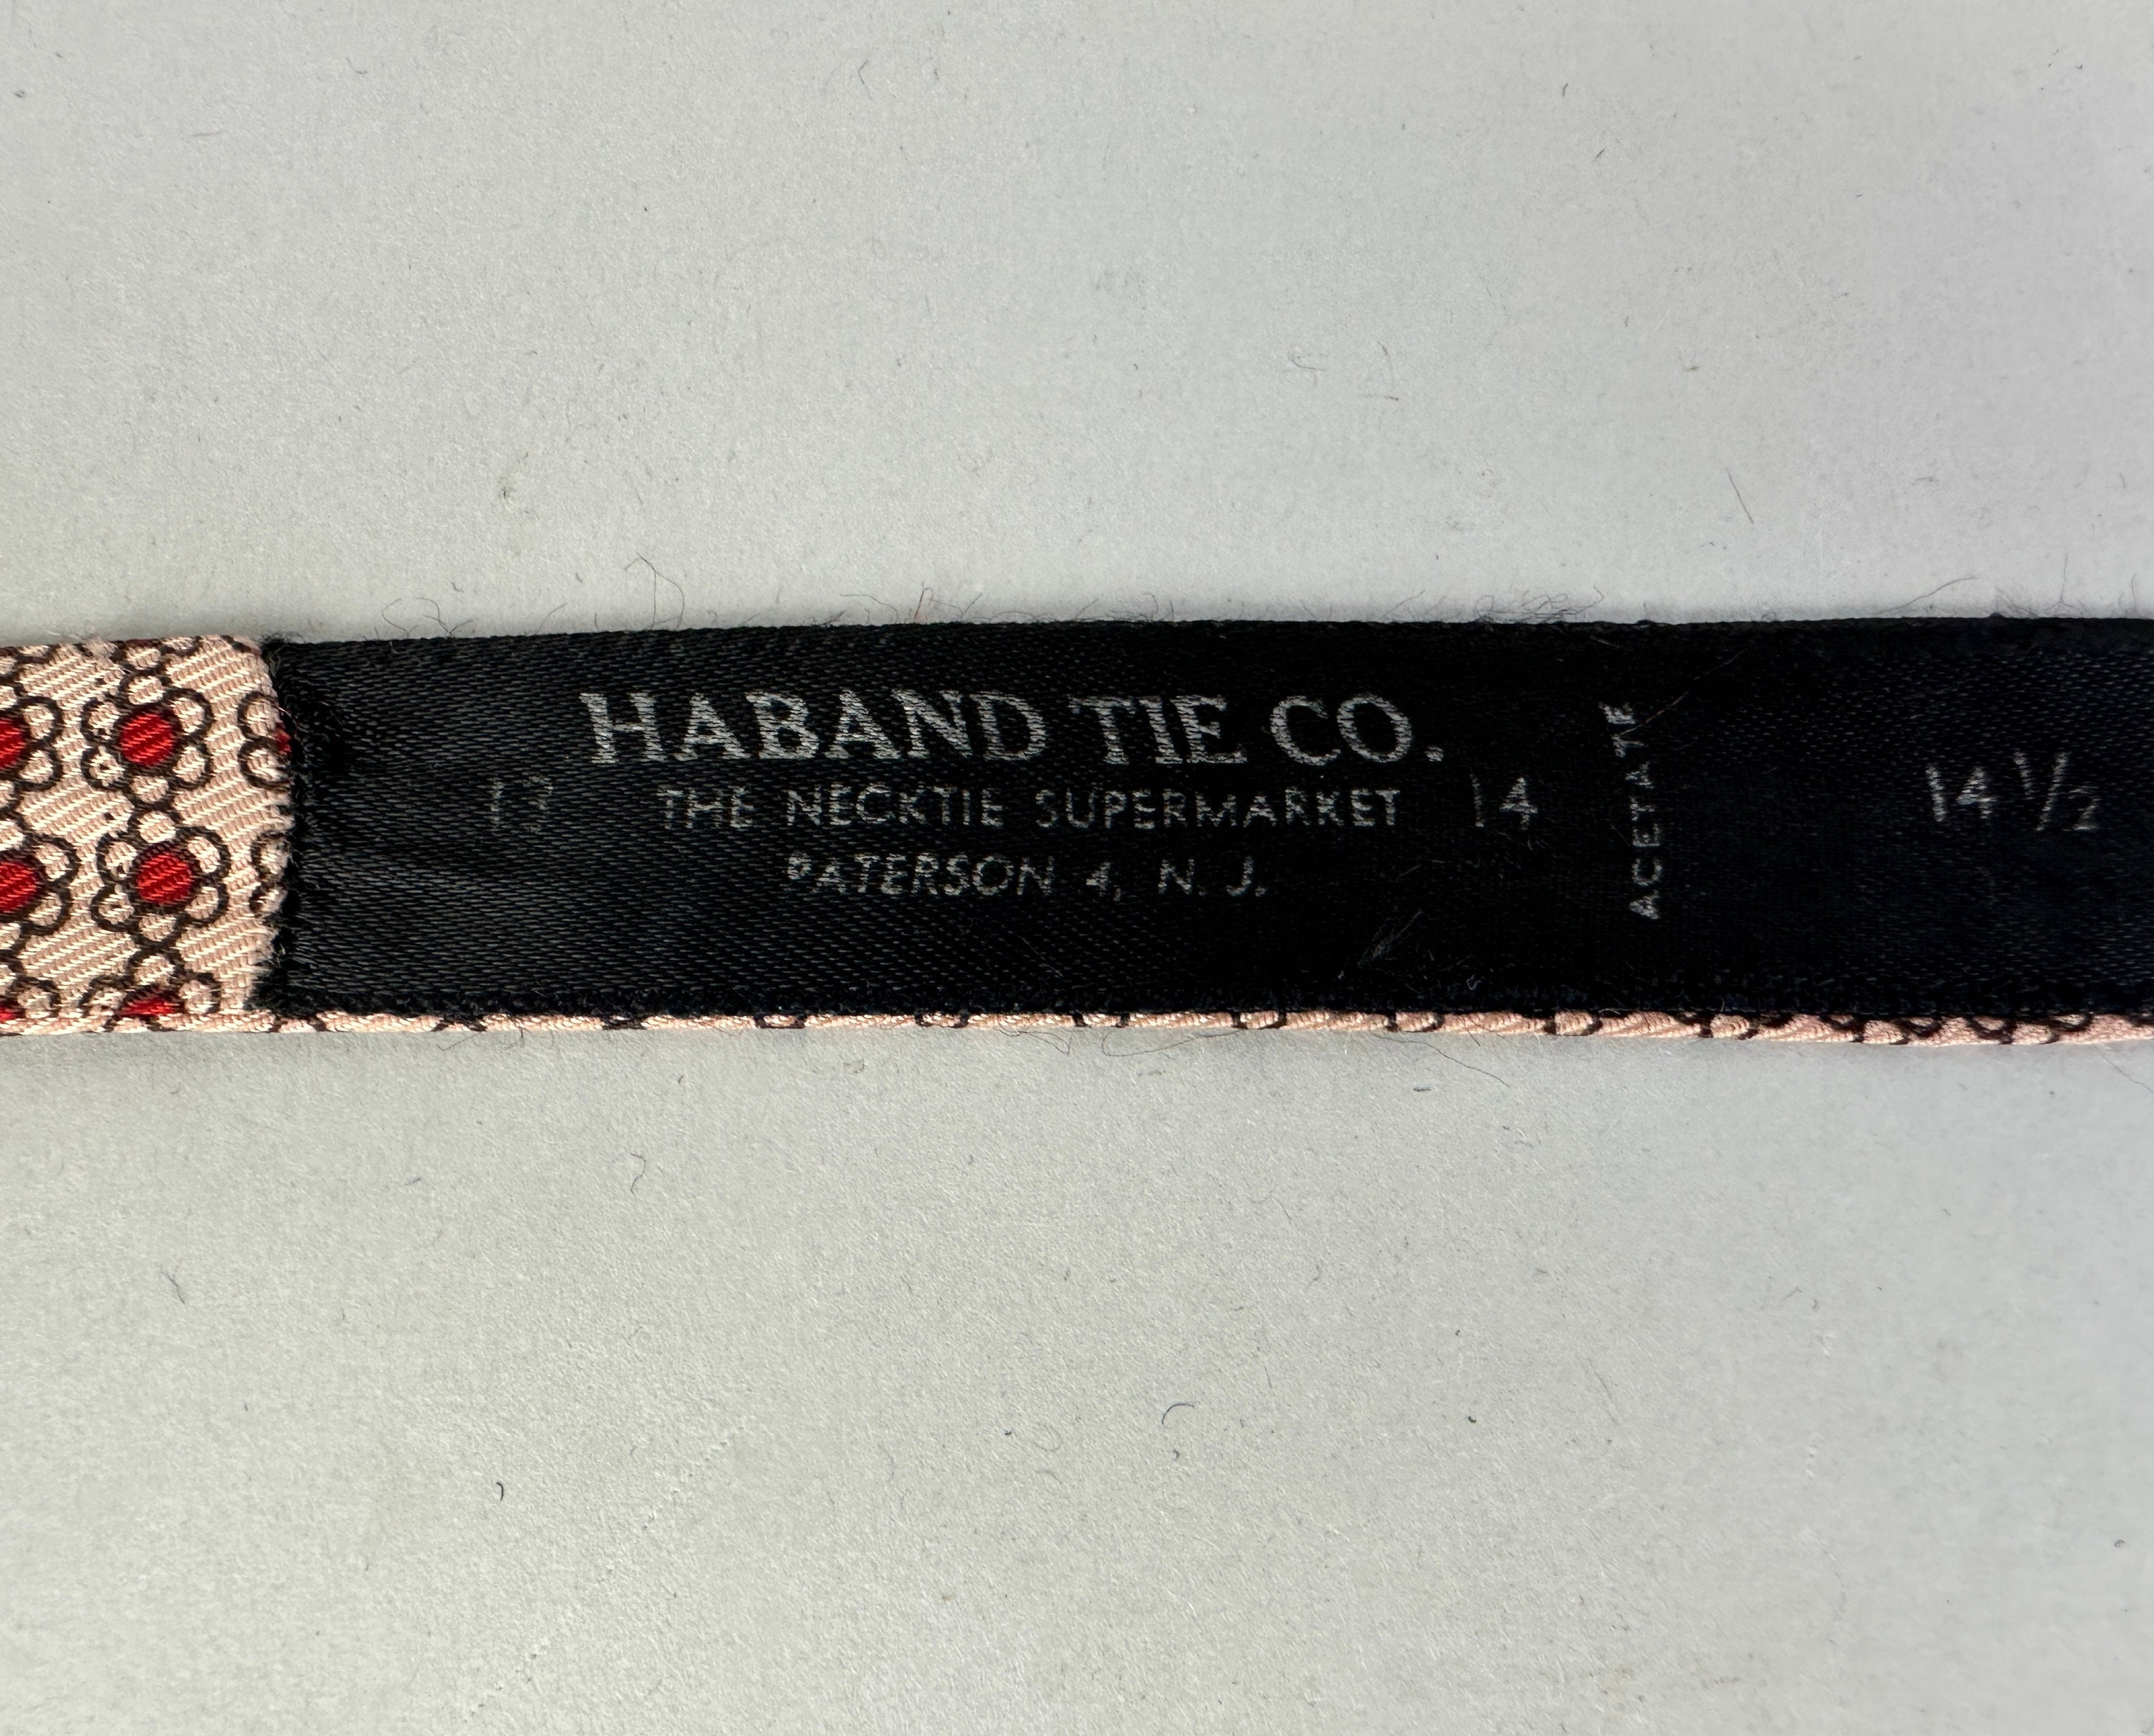 HABAND TIE CO.
THE NECKTIE SUPERMARKET
PATERSON 4, N. J.
14
ACETATE
14 1/2